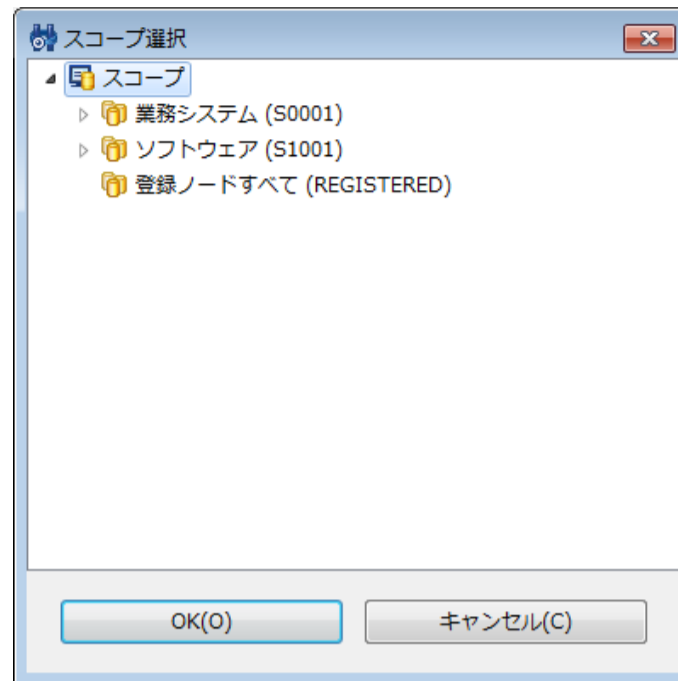 スコープ選択
スコープ
業務システム (S0001)
ソフトウェア (S1001)
登録ノードすべて (REGISTERED)
OK(O) キャンセル(C)